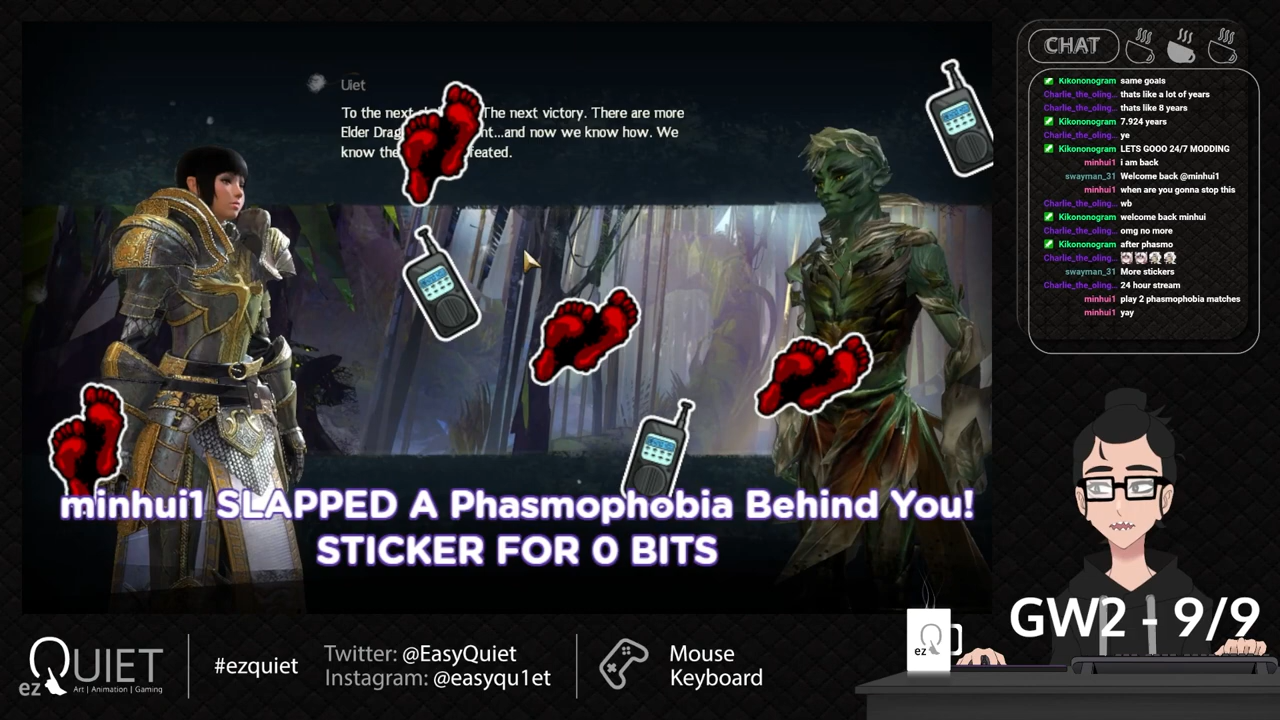 Uiet
To the next The next victory. There are more
Elder Drag nt...and now we know how. We
know the feated.
minhui1 SLAPPED A Phasmophobia Behind You!
STICKER FOR 0 BITS
CHAT
Kikononogram same goals
Charlie_the_oling... thats like a lot of years
Charlie_the_oling... thats like 8 years
Kikononogram 7.924 years
Charlie_the_oling... ye
Kikononogram LETS GOOO 24/7 MODDING
minhui1 i am back
swayman_31 Welcome back @minhui1
minhui1 when are you gonna stop this
Charlie_the_oling... wb
Kikononogram welcome back minhui
Charlie_the_oling... omg no more
Kikononogram after phasmo
Charlie_the_oling...
swayman_31 More stickers
Charlie_the_oling... 24 hour stream
minhui1 play 2 phasmophobia matches
minhui1 yay
GW2 - 9/9
ez QUIET
Art | Animation | Gaming
#ezquiet
Twitter: @EasyQuiet
Instagram: @easyqu1et
Mouse
Keyboard
Q
ez